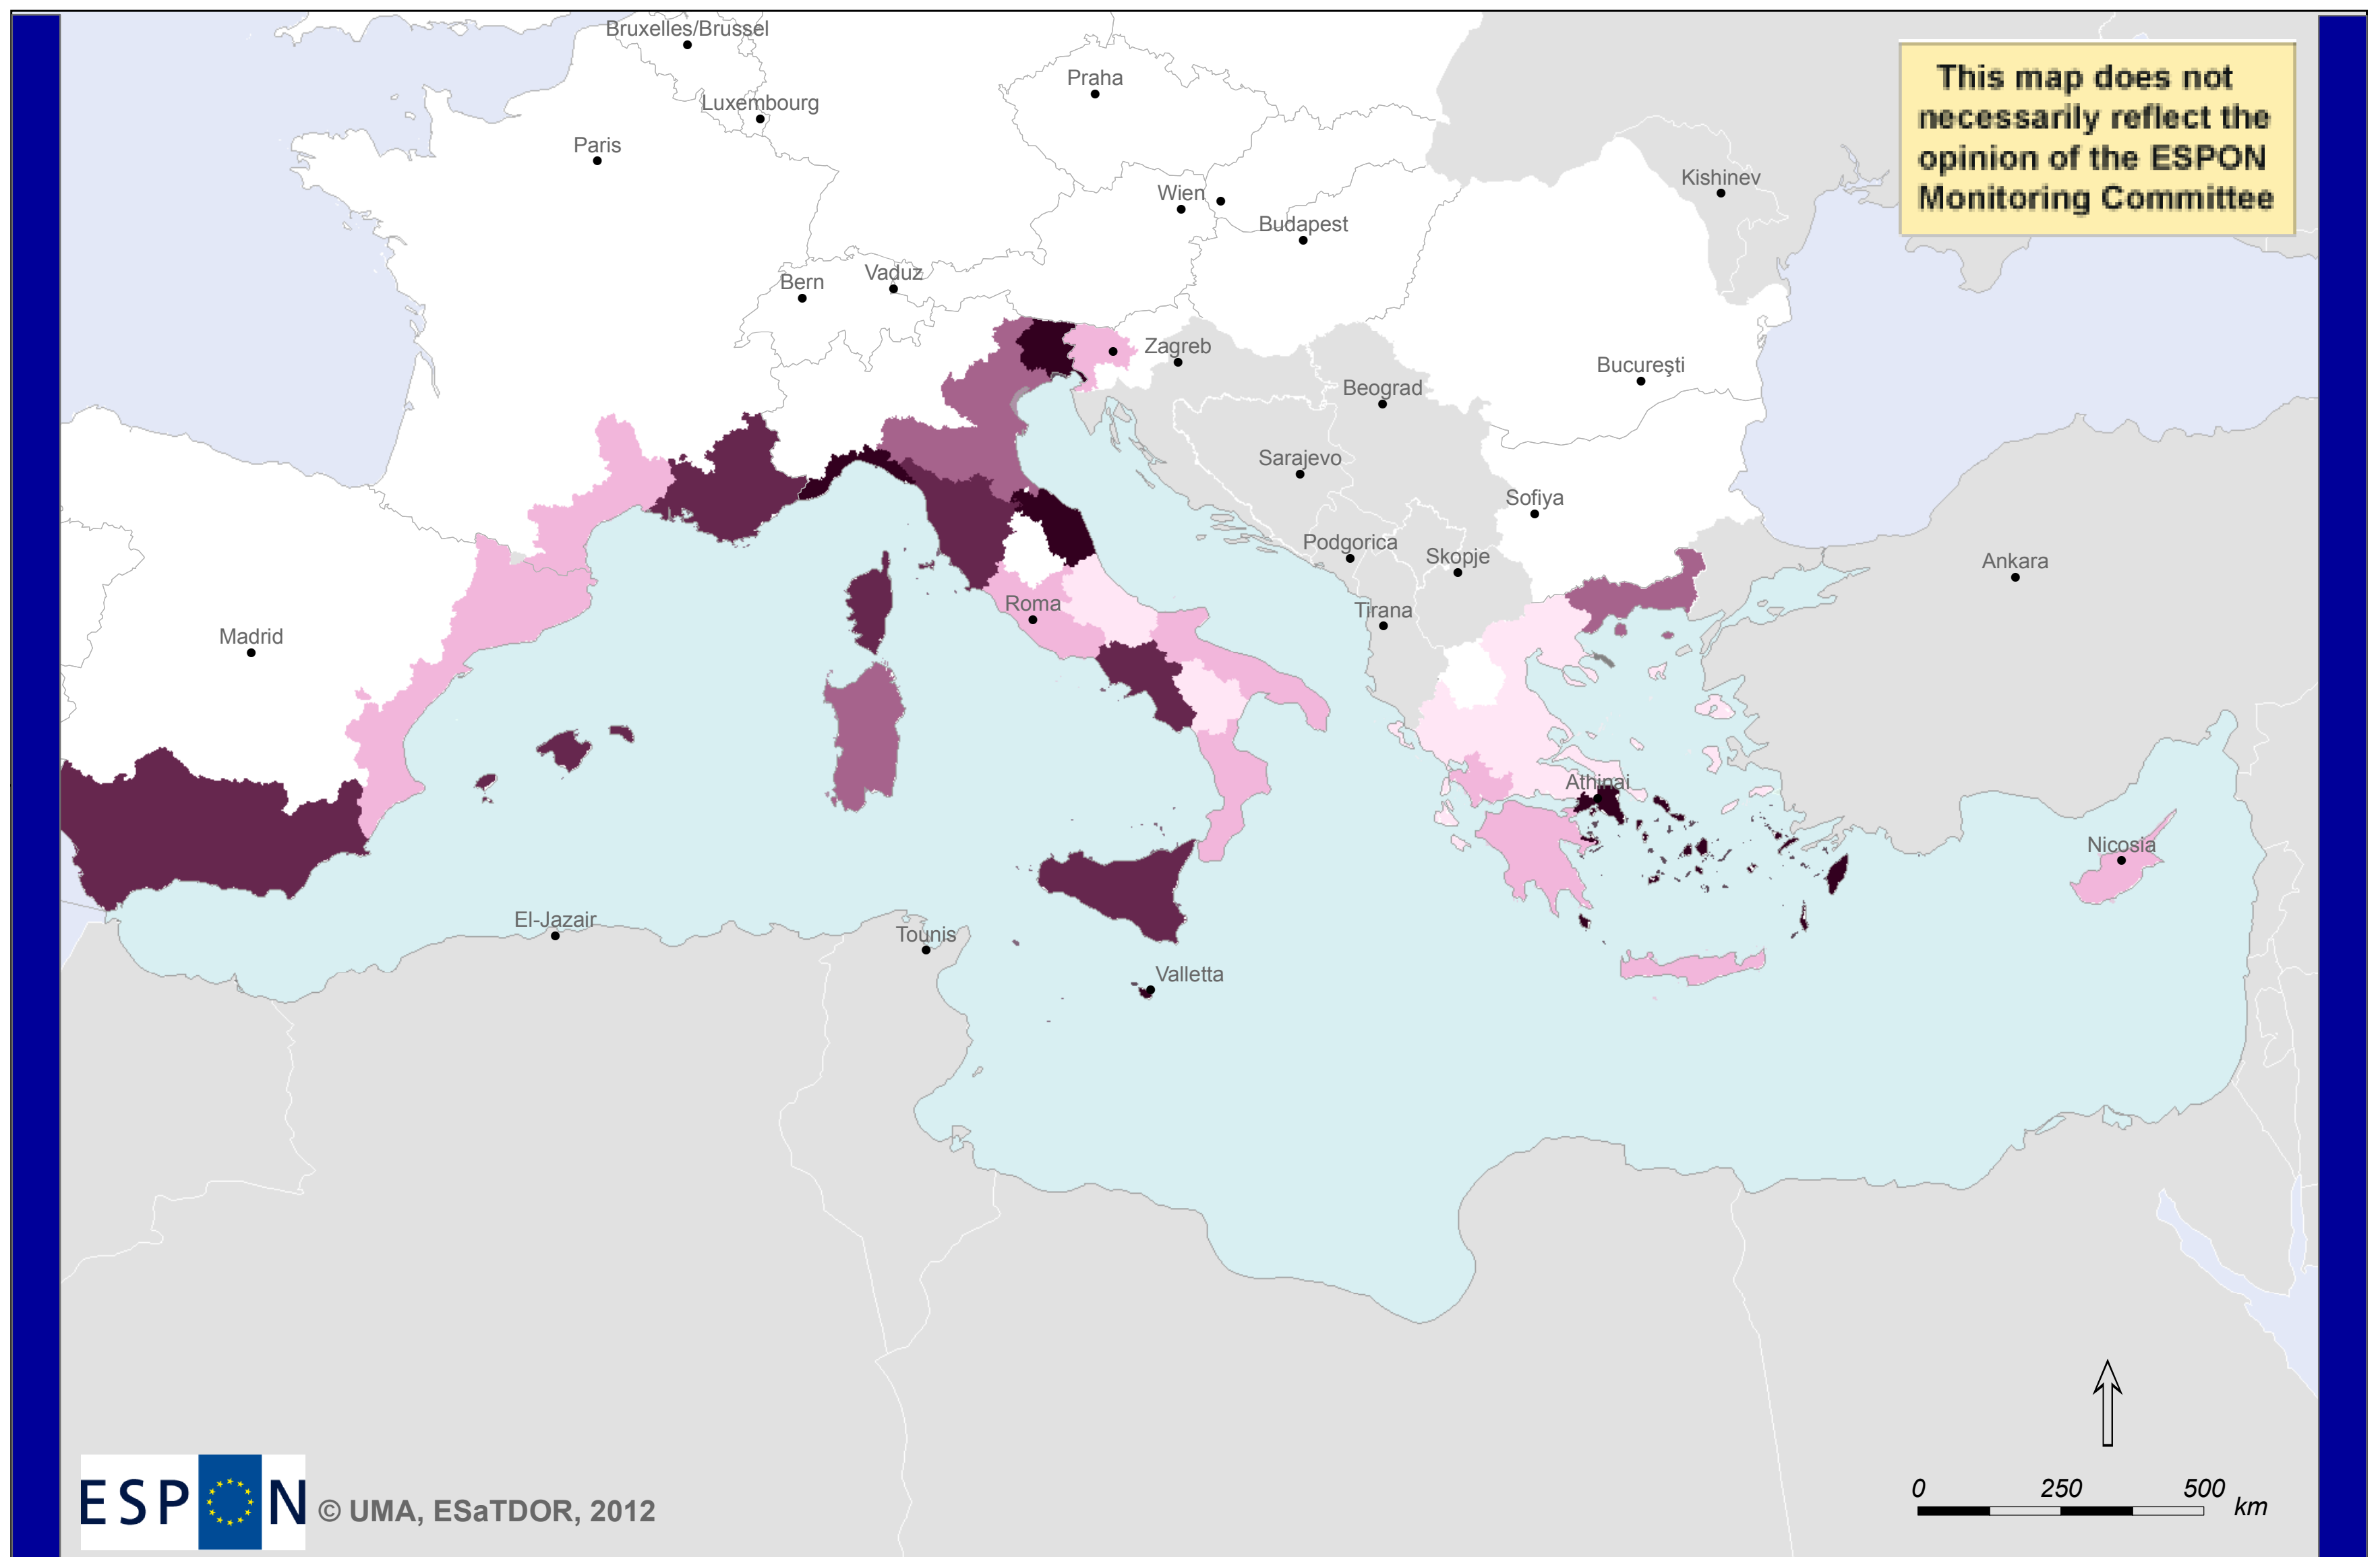 Bruxelles/Brussel
This map does not
necessarily reflect the
opinion of the ESPON
Monitoring Committee
Praha
Luxembourg
Paris
Kishinev
Wien
Budapest
Vaduz
Bern
Zagreb
Bucureşti
Beograd
Sarajevo
Sofiya
Podgorica
Skopje
Ankara
Roma
Tirana
Madrid
Athinai
Nicosia
El-Jazair
Tounis
Valletta
0 250 500
km
ESPON © UMA, ESaTDOR, 2012